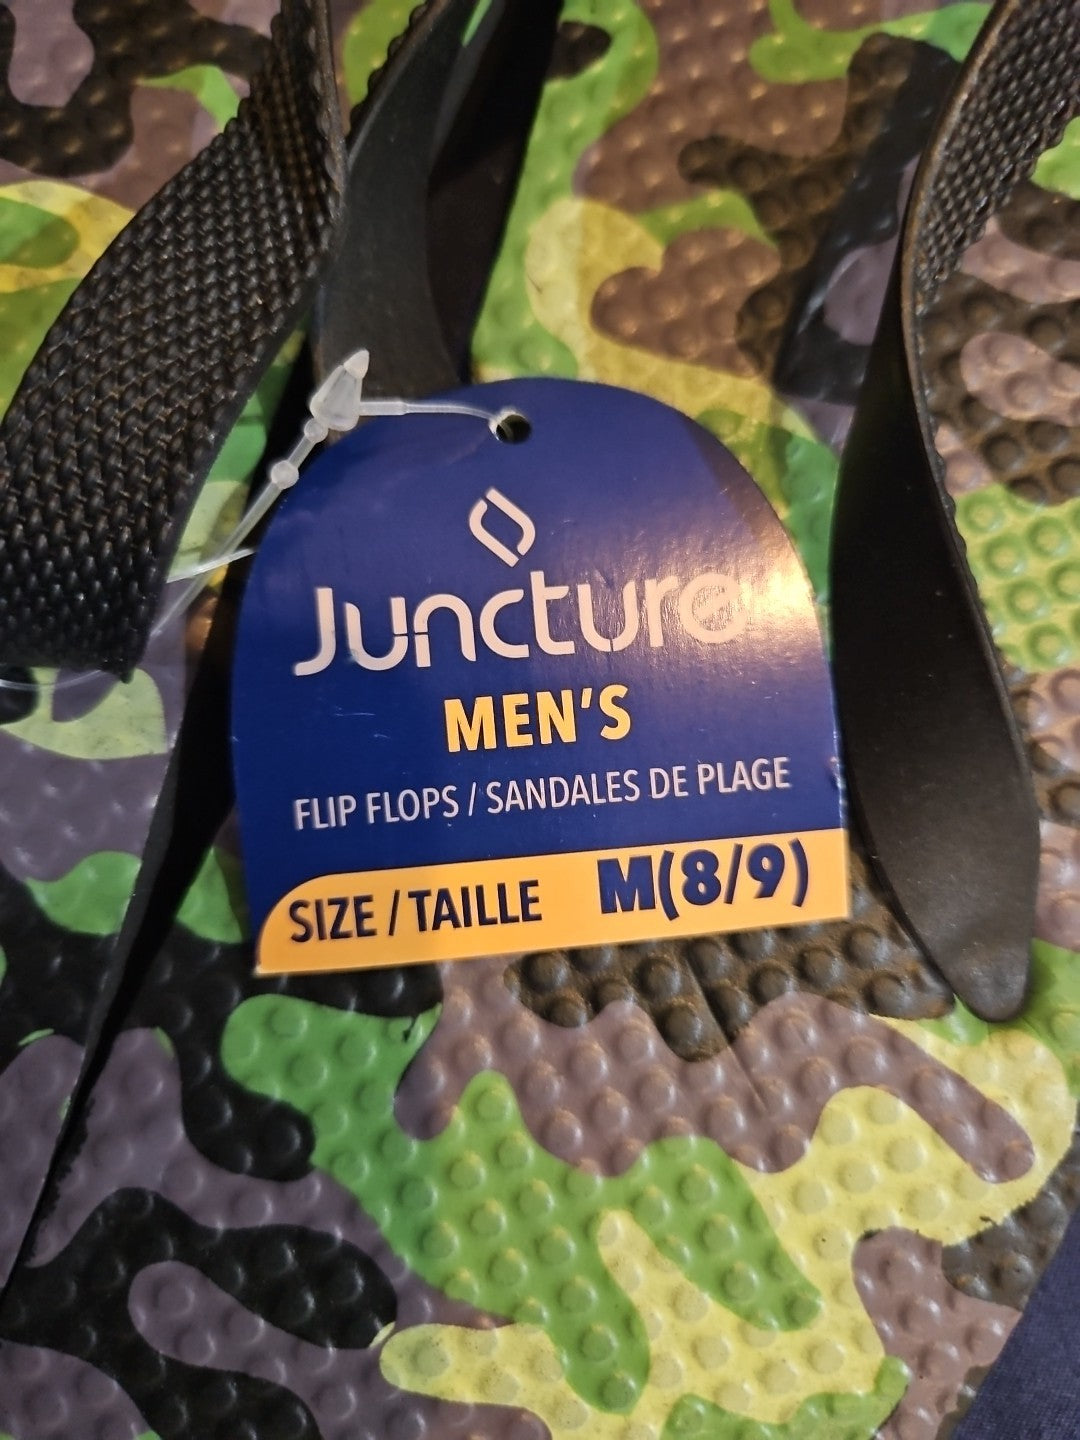 Juncture
MEN'S
FLIP FLOPS / SANDALES DE PLAGE
SIZE / TAILLE M(8/9)